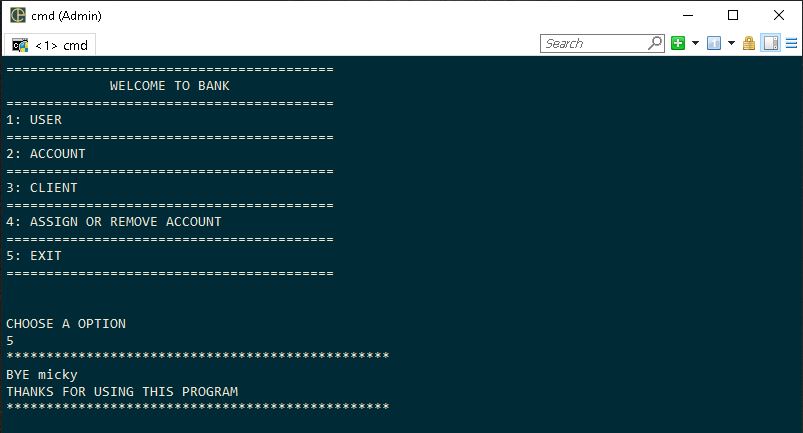 cmd (Admin)
<1> cmd
Search
=========================================
WELCOME TO BANK
=========================================
1: USER
=========================================
2: ACCOUNT
=========================================
3: CLIENT
=========================================
4: ASSIGN OR REMOVE ACCOUNT
=========================================
5: EXIT
=========================================
CHOOSE A OPTION
5
************************************************
BYE micky
THANKS FOR USING THIS PROGRAM
************************************************